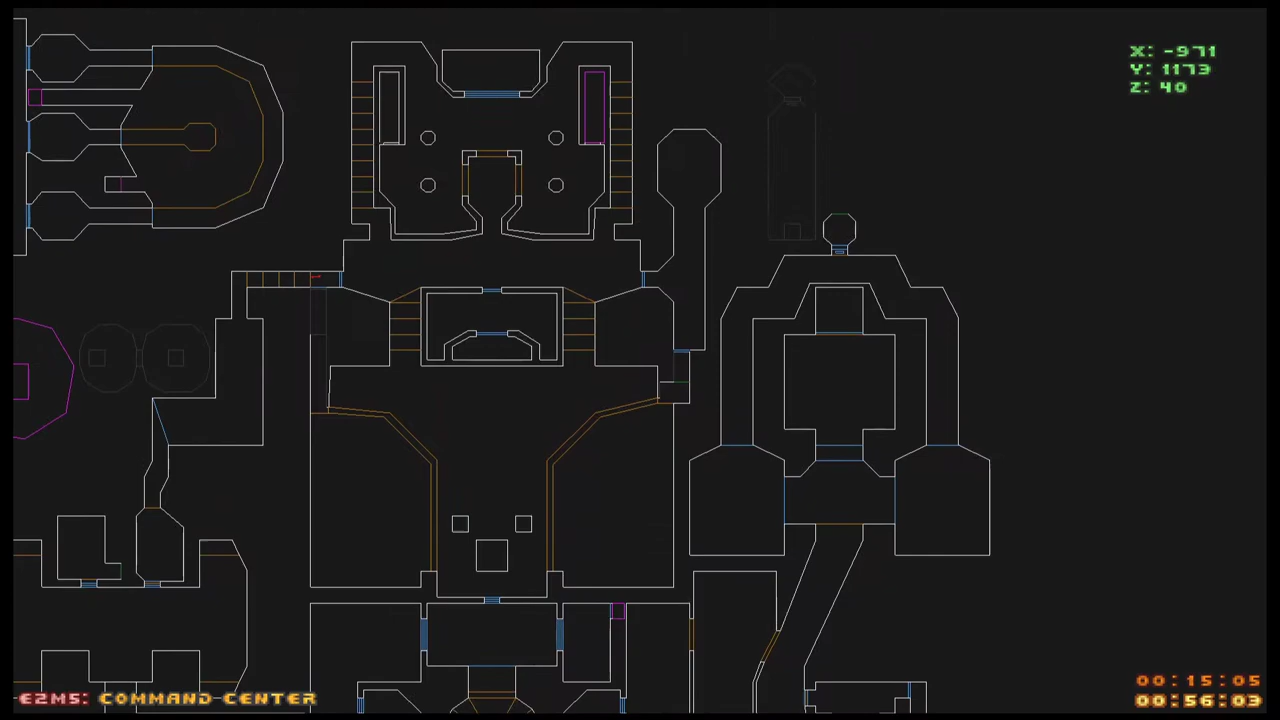 X: -971
Y: 1173
Z: 40
00:15:05
E2M5: COMMAND CENTER
00:56:03